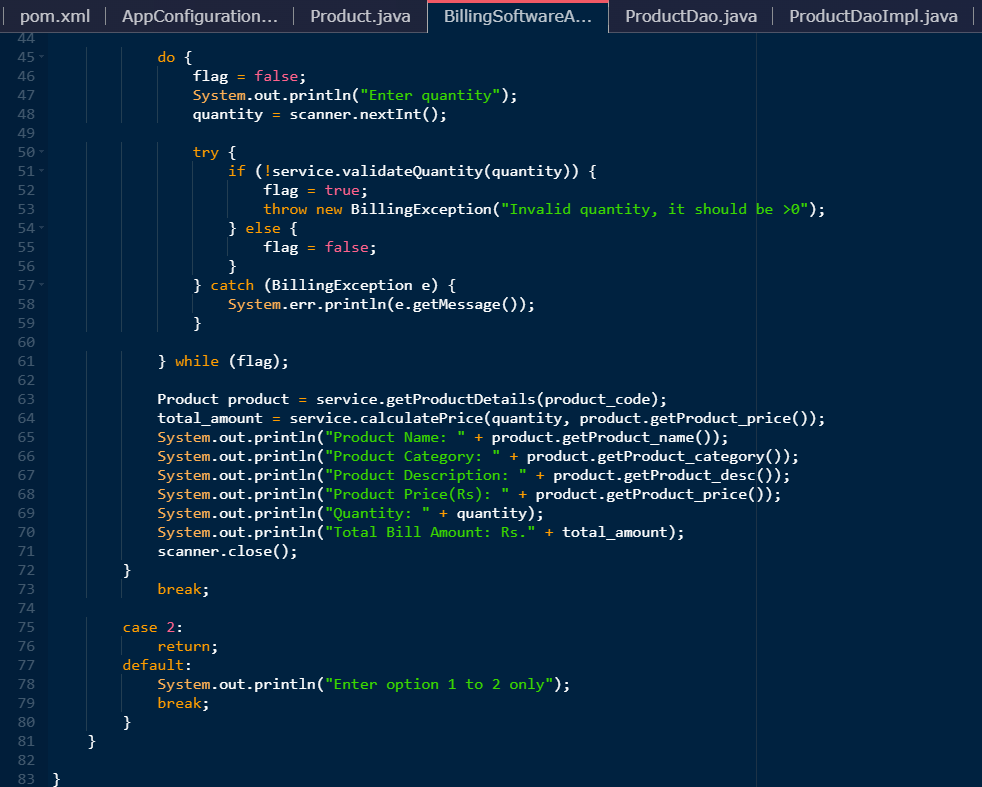 pom.xml
AppConfiguration...
Product.java
BillingSoftwareA...
ProductDao.java
ProductDaoImpl.java
44
45 do {
46 flag = false;
47 System.out.println("Enter quantity");
48 quantity = scanner.nextInt();
49
50 try {
51 if (!service.validateQuantity(quantity)) {
52 flag = true;
53 throw new BillingException("Invalid quantity, it should be >0");
54 } else {
55 flag = false;
56 }
57 } catch (BillingException e) {
58 System.err.println(e.getMessage());
59 }
60
61 } while (flag);
62
63 Product product = service.getProductDetails(product_code);
64 total_amount = service.calculatePrice(quantity, product.getProduct_price());
65 System.out.println("Product Name: " + product.getProduct_name());
66 System.out.println("Product Category: " + product.getProduct_category());
67 System.out.println("Product Description: " + product.getProduct_desc());
68 System.out.println("Product Price(Rs): " + product.getProduct_price());
69 System.out.println("Quantity: " + quantity);
70 System.out.println("Total Bill Amount: Rs." + total_amount);
71 scanner.close();
72 }
73 break;
74
75 case 2:
76 return;
77 default:
78 System.out.println("Enter option 1 to 2 only");
79 break;
80 }
81 }
82
83 }